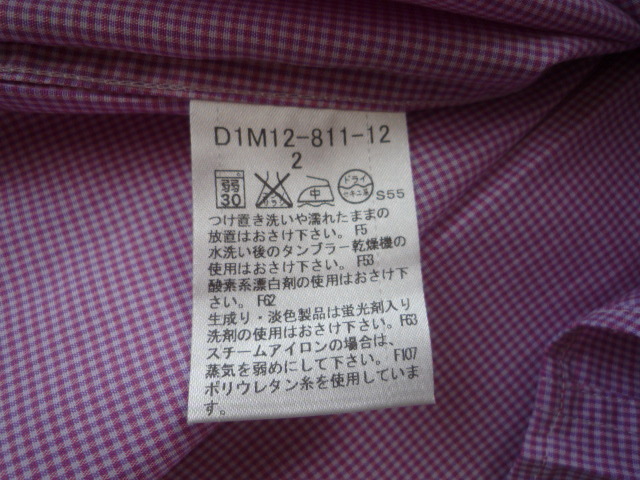 D1M12-811-12
2
弱
30
エンソ
サラシ
中
ドライ
セキユ系
S55
つけ置き洗いや濡れたままの
放置はおさけ下さい。 F5
水洗い後のタンブラー乾燥機の
使用はおさけ下さい。 F53
酸素系漂白剤の使用はおさけ下
さい。 F62
生成り・淡色製品は蛍光剤入り
洗剤の使用はおさけ下さい。F63
スチームアイロンの場合は、
蒸気を弱めにして下さい。 F107
ポリウレタン糸を使用していま
す。